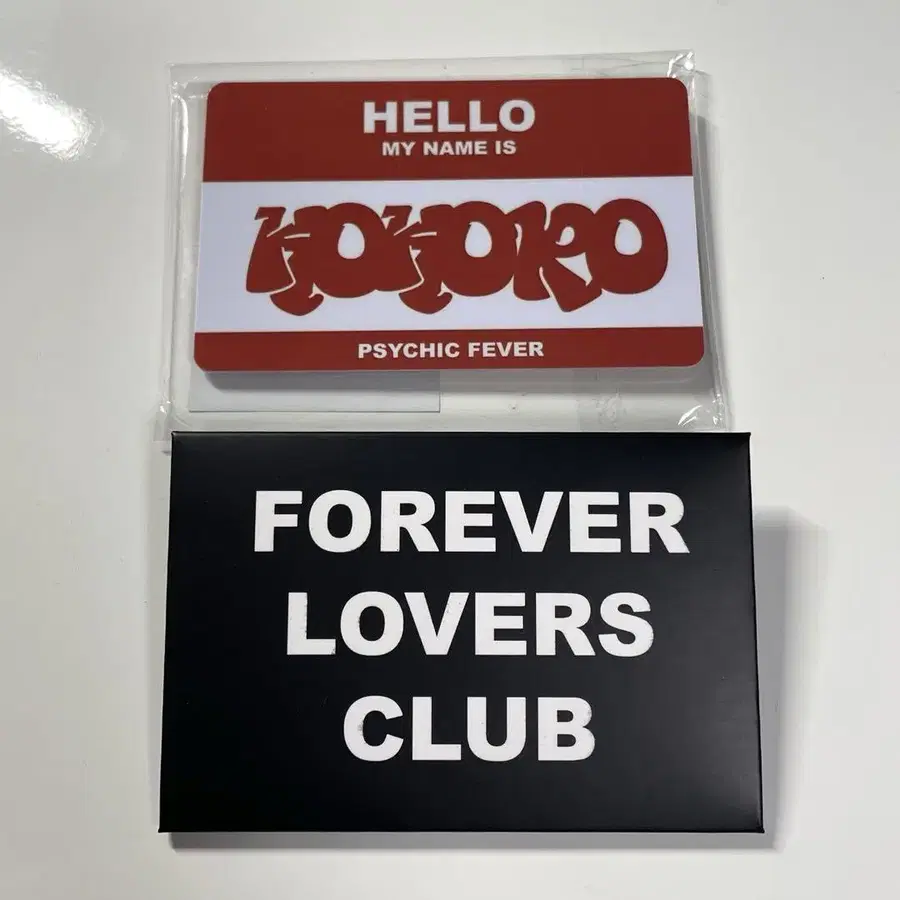 HELLO
MY NAME IS
KOKORO
PSYCHIC FEVER
FOREVER
LOVERS
CLUB